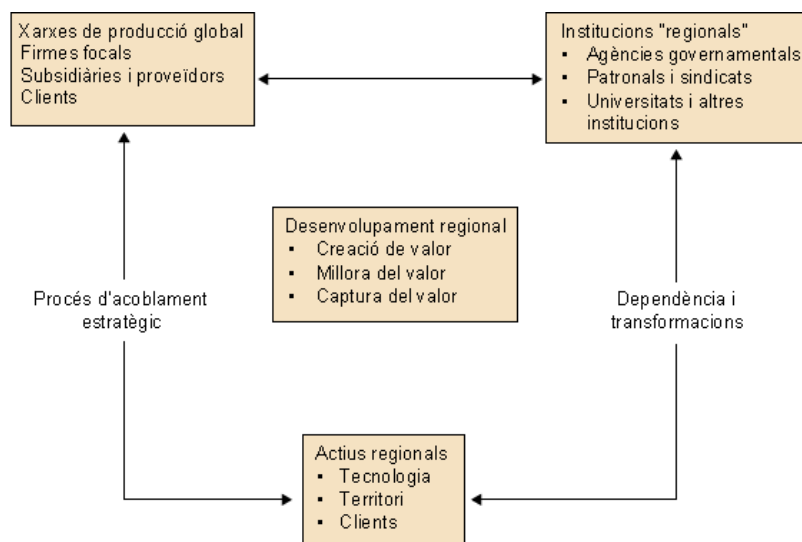 Xarxes de producció global
Firmes focals
Subsidiàries i proveïdors
Clients
Institucions "regionals"
▪ Agències governamentals
▪ Patronals i sindicats
▪ Universitats i altres
institucions
Desenvolupament regional
▪ Creació de valor
▪ Millora del valor
▪ Captura del valor
Procés d'acoblament
estratègic
Dependència i
transformacions
Actius regionals
▪ Tecnologia
▪ Territori
▪ Clients